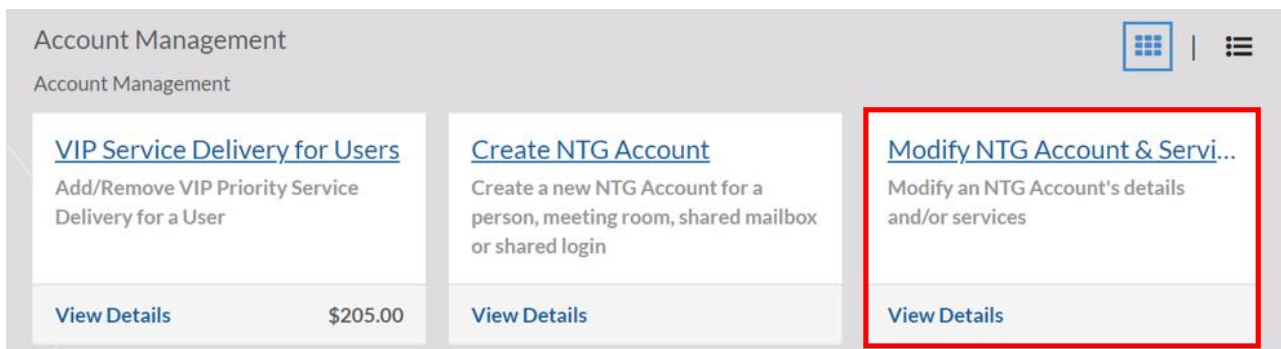 Account Management
|
Account Management
VIP Service Delivery for Users
Add/Remove VIP Priority Service
Delivery for a User
View Details $205.00
Create NTG Account
Create a new NTG Account for a
person, meeting room, shared mailbox
or shared login
View Details
Modify NTG Account & Servi...
Modify an NTG Account's details
and/or services
View Details